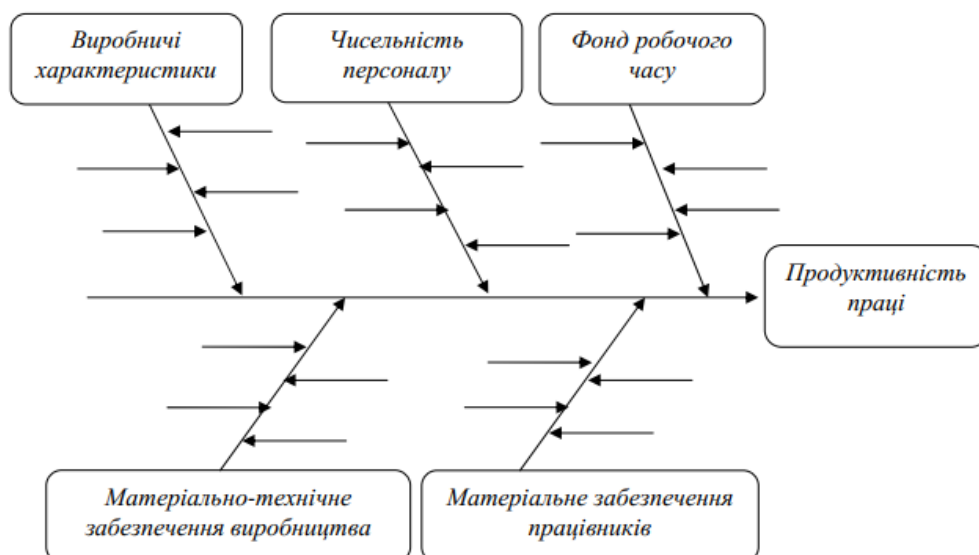 Виробничі
характеристики
Чисельність
персоналу
Фонд робочого
часу
Продуктивність
праці
Матеріально-технічне
забезпечення виробництва
Матеріальне забезпечення
працівників